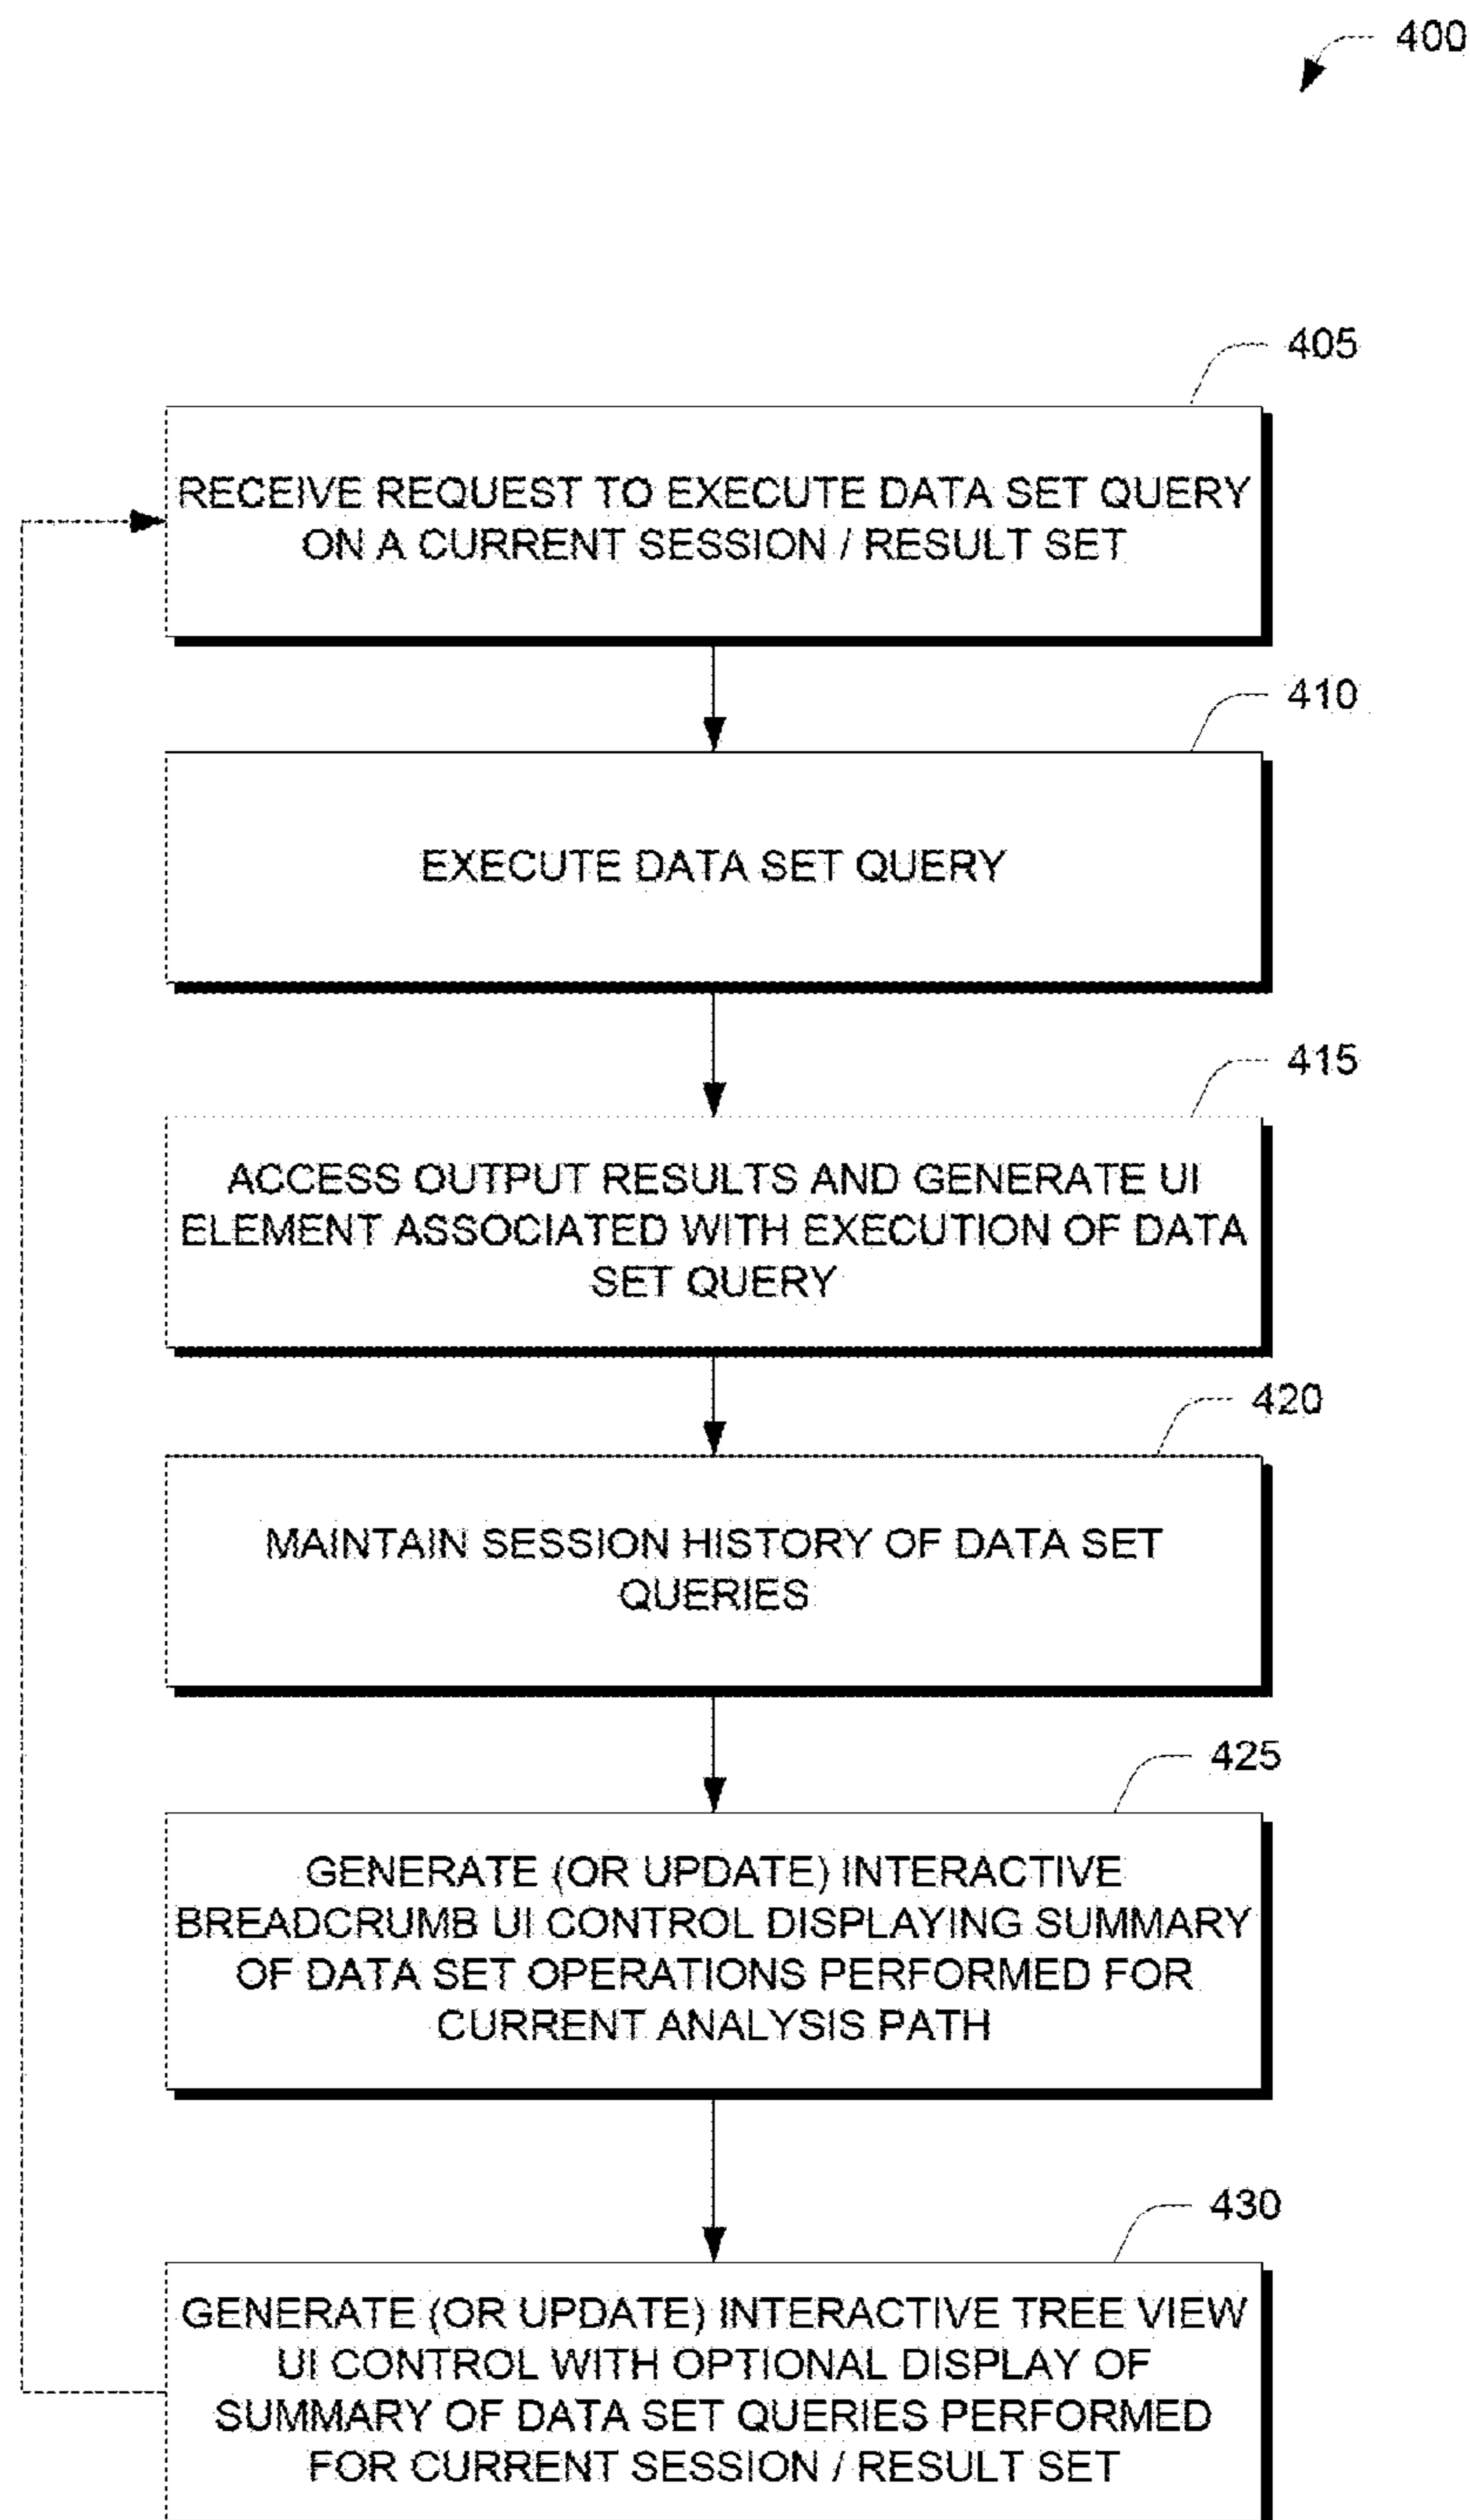 400
405
RECEIVE REQUEST TO EXECUTE DATA SET QUERY
ON A CURRENT SESSION / RESULT SET
410
EXECUTE DATA SET QUERY
415
ACCESS OUTPUT RESULTS AND GENERATE UI
ELEMENT ASSOCIATED WITH EXECUTION OF DATA
SET QUERY
420
MAINTAIN SESSION HISTORY OF DATA SET
QUERIES
425
GENERATE (OR UPDATE) INTERACTIVE
BREADCRUMB UI CONTROL DISPLAYING SUMMARY
OF DATA SET OPERATIONS PERFORMED FOR
CURRENT ANALYSIS PATH
430
GENERATE (OR UPDATE) INTERACTIVE TREE VIEW
UI CONTROL WITH OPTIONAL DISPLAY OF
SUMMARY OF DATA SET QUERIES PERFORMED
FOR CURRENT SESSION / RESULT SET